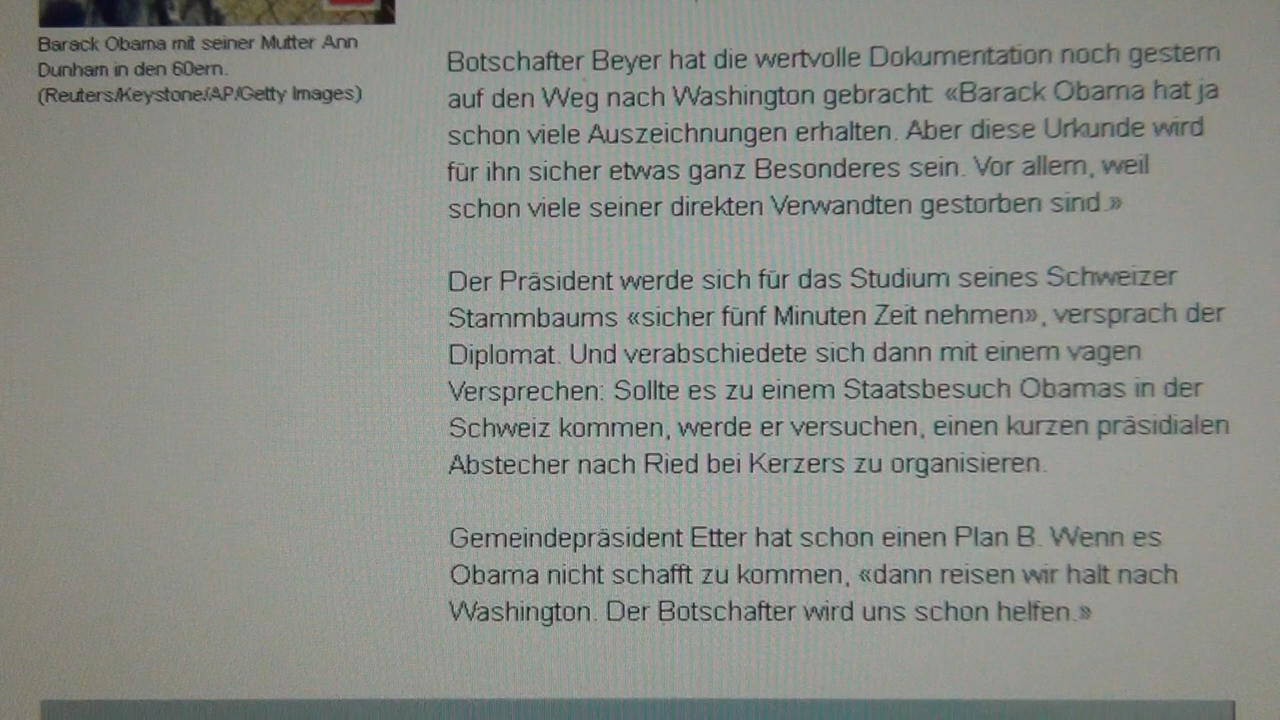 Barack Obama mit seiner Mutter Ann
Dunham in den 60ern.
(Reuters/Keystone/AP/Getty Images)
Botschafter Beyer hat die wertvolle Dokumentation noch gestern
auf den Weg nach Washington gebracht: «Barack Obama hat ja
schon viele Auszeichnungen erhalten. Aber diese Urkunde wird
für ihn sicher etwas ganz Besonderes sein. Vor allem, weil
schon viele seiner direkten Verwandten gestorben sind.»
Der Präsident werde sich für das Studium seines Schweizer
Stammbaums «sicher fünf Minuten Zeit nehmen», versprach der
Diplomat. Und verabschiedete sich dann mit einem vagen
Versprechen: Sollte es zu einem Staatsbesuch Obamas in der
Schweiz kommen, werde er versuchen, einen kurzen präsidialen
Abstecher nach Ried bei Kerzers zu organisieren.
Gemeindepräsident Etter hat schon einen Plan B. Wenn es
Obama nicht schafft zu kommen, «dann reisen wir halt nach
Washington. Der Botschafter wird uns schon helfen.»